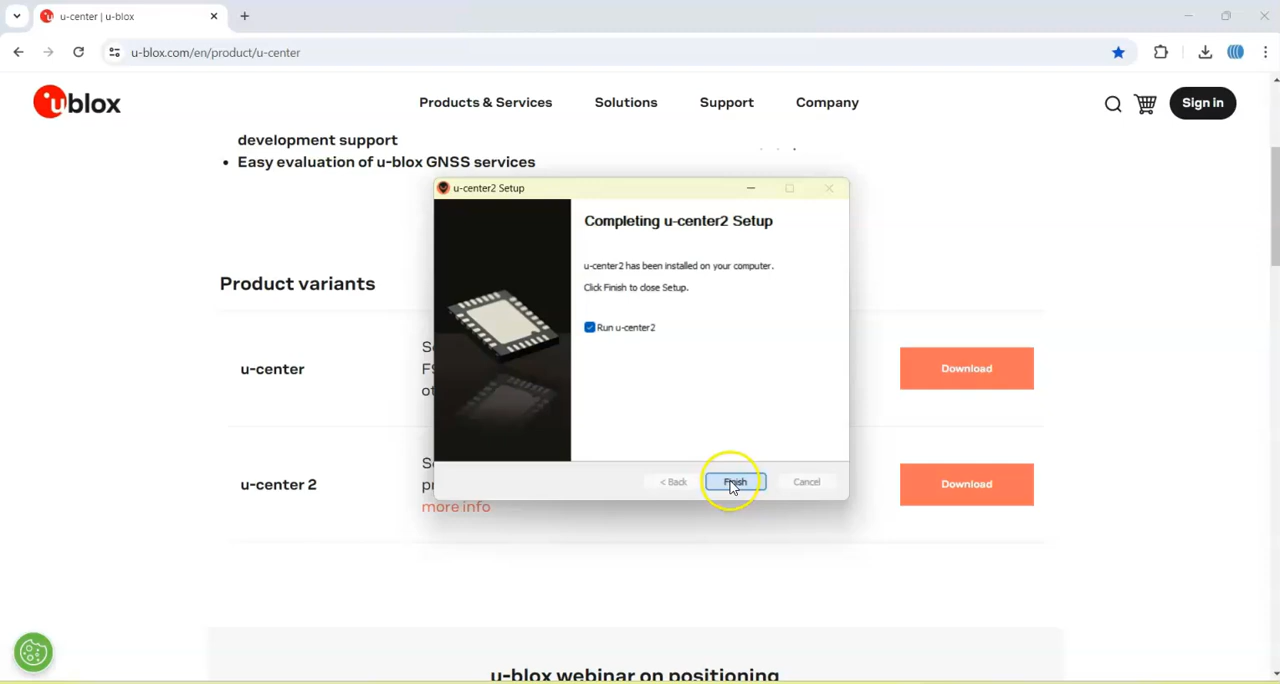 u-center | u-blox
u-blox.com/en/product/u-center
ublox
Products & Services
Solutions
Support
Company
Sign in
development support
• Easy evaluation of u-blox GNSS services
u-center2 Setup
Completing u-center2 Setup
u-center2 has been installed on your computer.
Click Finish to close Setup.
Run u-center2
< Back
Finish
Cancel
Product variants
u-center
Download
u-center 2
more info
Download
u-blox webinar on positioning